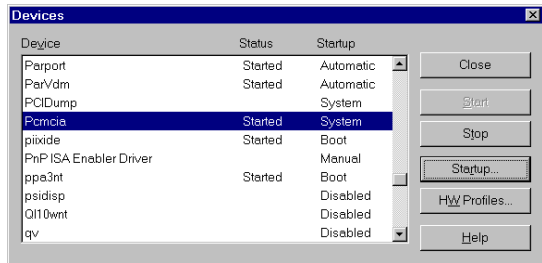 Devices
Device Status Startup
Parport Started Automatic
ParVdm Started Automatic
PCIDump System
Pcmcia Started System
piixide Started Boot
PnP ISA Enabler Driver Manual
ppa3nt Started Boot
psidisp Disabled
Ql10wnt Disabled
qv Disabled
Close
Start
Stop
Startup...
HW Profiles...
Help